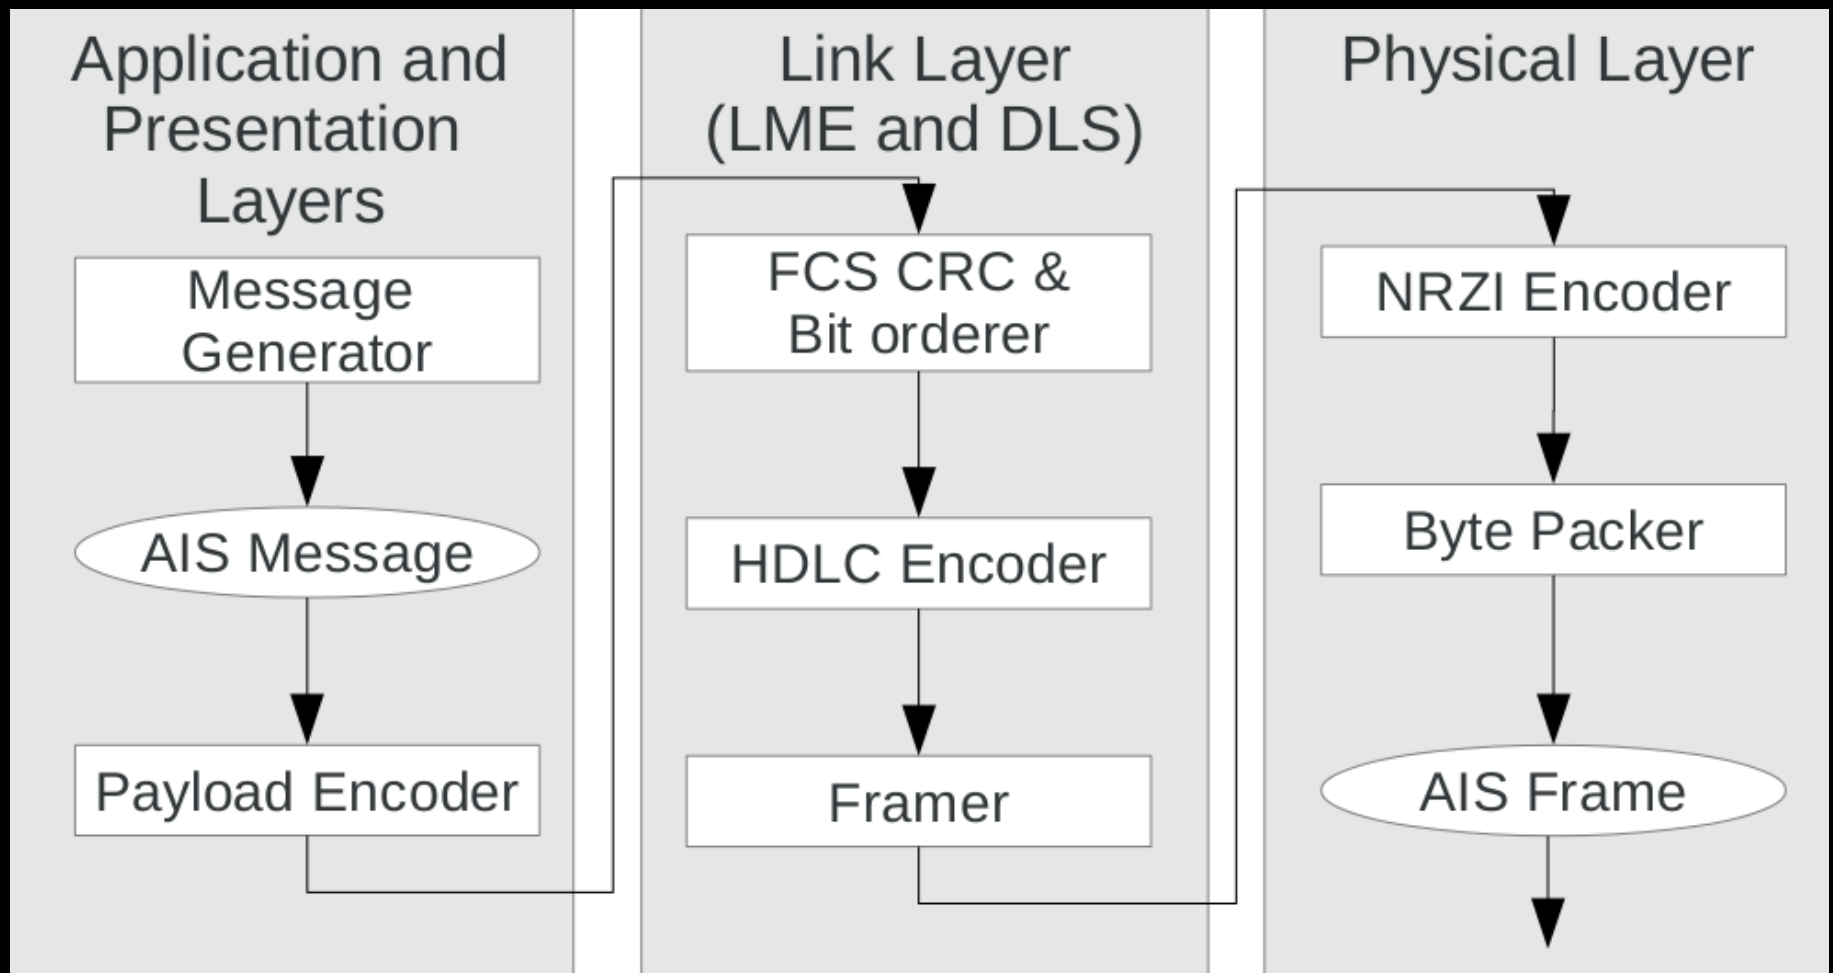 Application and
Presentation
Layers
Message
Generator
AIS Message
Payload Encoder
Link Layer
(LME and DLS)
FCS CRC &
Bit orderer
HDLC Encoder
Framer
Physical Layer
NRZI Encoder
Byte Packer
AIS Frame